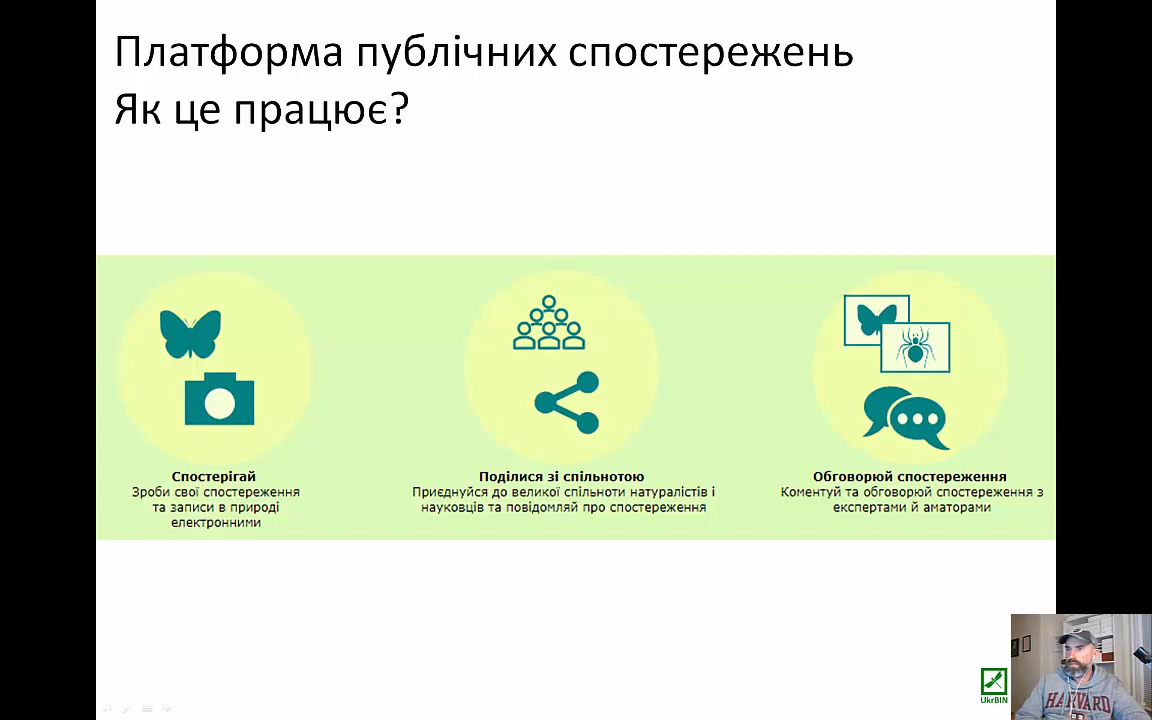 Платформа публічних спостережень
Як це працює?
Спостерігай
Зроби свої спостереження
та записи в природі
електронними
Поділися зі спільнотою
Приєднуйся до великої спільноти натуралістів і
науковців та повідомляй про спостереження
Обговорюй спостереження
Коментуй та обговорюй спостереження з
експертами й аматорами
UkrBIN
HARVARD